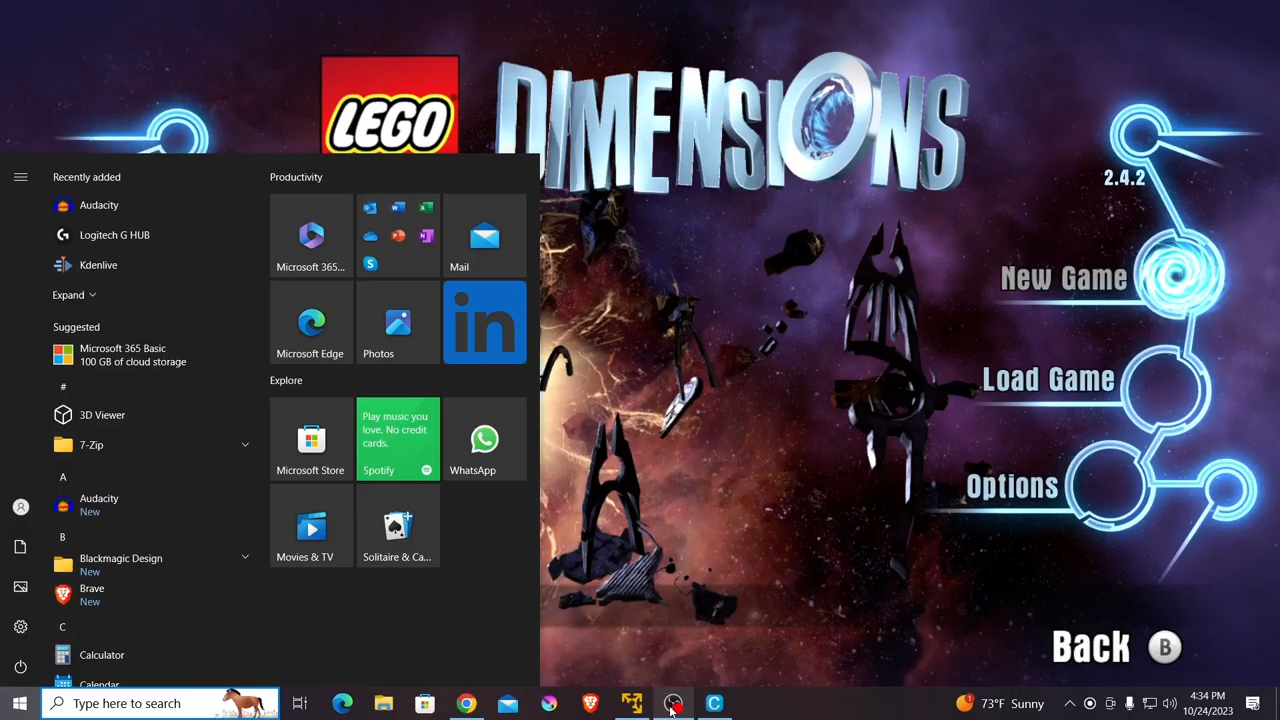 LEGO
DIMENSIONS
2.4.2
New Game
Load Game
Options
Back B
Recently added
Audacity
Logitech G HUB
Kdenlive
Expand
Suggested
Microsoft 365 Basic
100 GB of cloud storage
#
3D Viewer
7-Zip
A
Audacity
New
B
Blackmagic Design
New
Brave
New
C
Calculator
Calendar
Productivity
Microsoft 365...
Mail
Microsoft Edge
Photos
in
Explore
Microsoft Store
Play music you
love. No credit
cards.
Spotify
WhatsApp
Movies & TV
Solitaire & Ca...
Type here to search
73°F Sunny
4:34 PM
10/24/2023